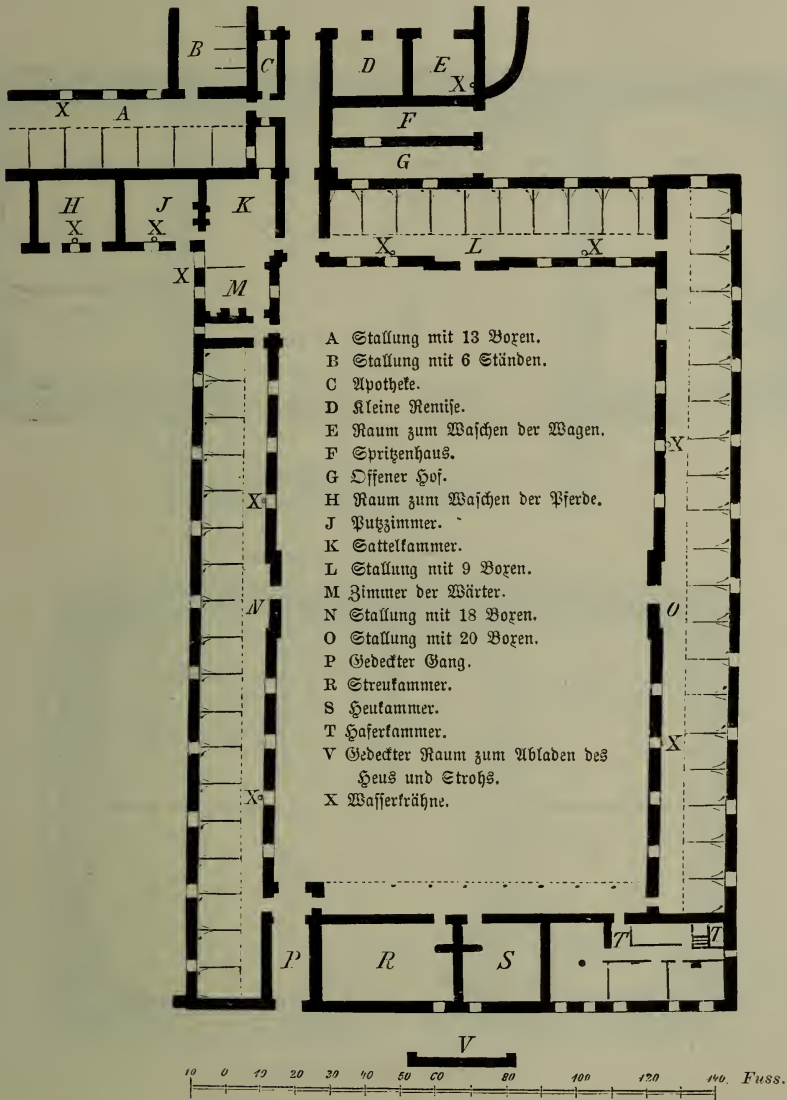 B
C
D
E
X
X
A
F
G
H
J
K
X
X
X
X
L
X
M
A Stallung mit 13 Boxen.
B Stallung mit 6 Ständen.
C Apotheke.
D Kleine Remise.
E Raum zum Waschen der Wagen.
F Spritzenhaus.
G Offener Hof.
H Raum zum Waschen der Pferde.
J Putzzimmer.
K Sattelkammer.
L Stallung mit 9 Boxen.
M Zimmer der Wärter.
N Stallung mit 18 Boxen.
O Stallung mit 20 Boxen.
P Gedeckter Gang.
R Streukammer.
S Heukammer.
T Haferkammer.
V Gedeckter Raum zum Abladen des
Heus und Strohs.
X Wasserkrähne.
X
X
N
O
X
X
P
R
S
T
T
V
10 0 10 20 30 40 50 60 80 100 120 140. Fuss.